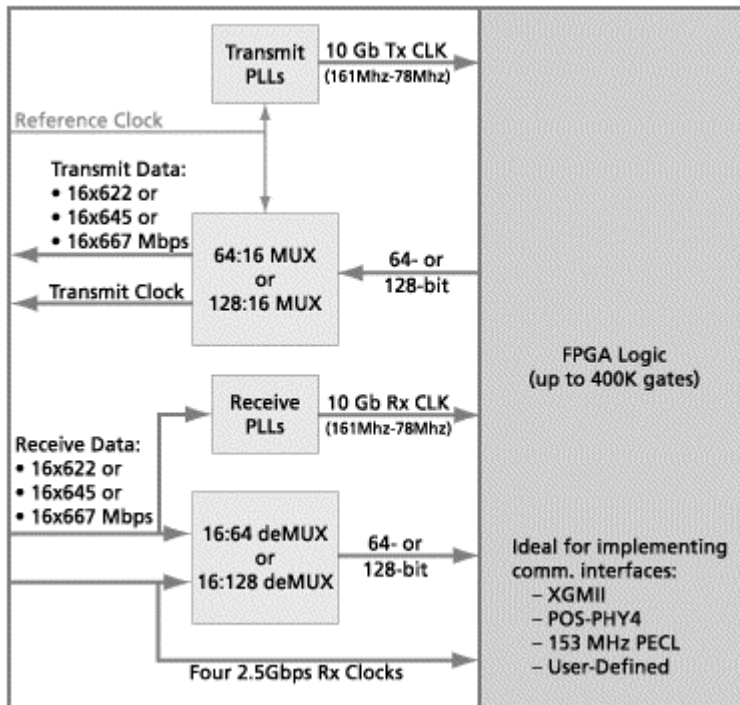 Transmit
PLLs
10 Gb Tx CLK
(161Mhz-78Mhz)
Reference Clock
Transmit Data:
• 16x622 or
• 16x645 or
• 16x667 Mbps
Transmit Clock
64:16 MUX
or
128:16 MUX
64- or
128-bit
FPGA Logic
(up to 400K gates)
Receive
PLLs
10 Gb Rx CLK
(161Mhz-78Mhz)
Receive Data:
• 16x622 or
• 16x645 or
• 16x667 Mbps
16:64 deMUX
or
16:128 deMUX
64- or
128-bit
Four 2.5Gbps Rx Clocks
Ideal for implementing
comm. interfaces:
– XGMII
– POS-PHY4
– 153 MHz PECL
– User-Defined